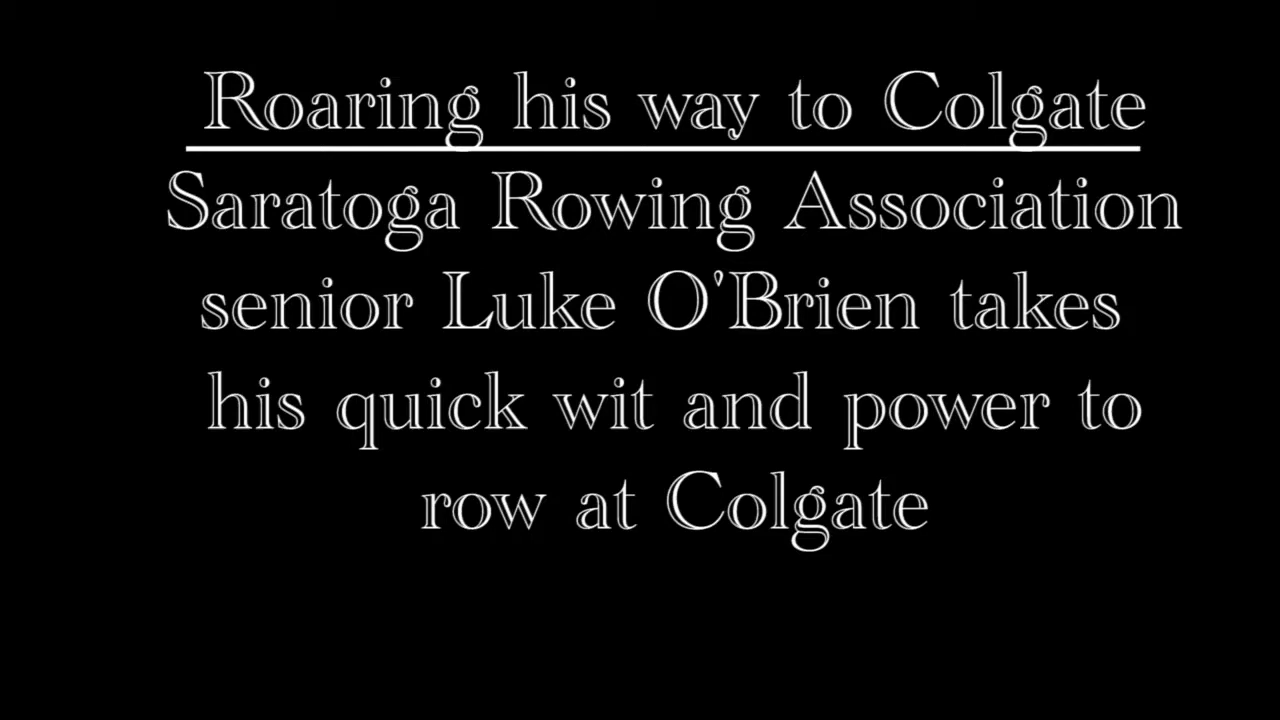 Roaring his way to Colgate
Saratoga Rowing Association
senior Luke O'Brien takes
his quick wit and power to
row at Colgate